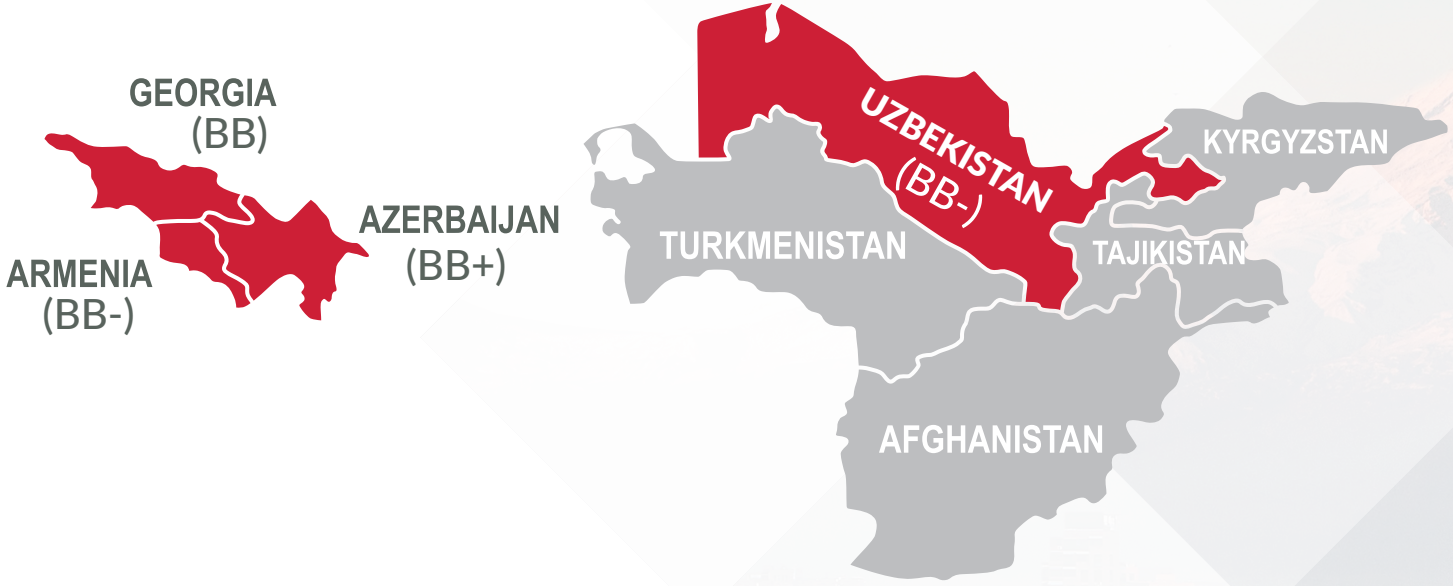 GEORGIA
(BB)
AZERBAIJAN
(BB+)
ARMENIA
(BB-)
UZBEKISTAN
(BB-)
KYRGYZSTAN
TURKMENISTAN
TAJIKISTAN
AFGHANISTAN